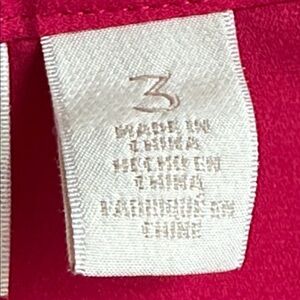 3
MADE IN
CHINA
HECHO EN
CHINA
FABRIQUÉ EN
CHINE